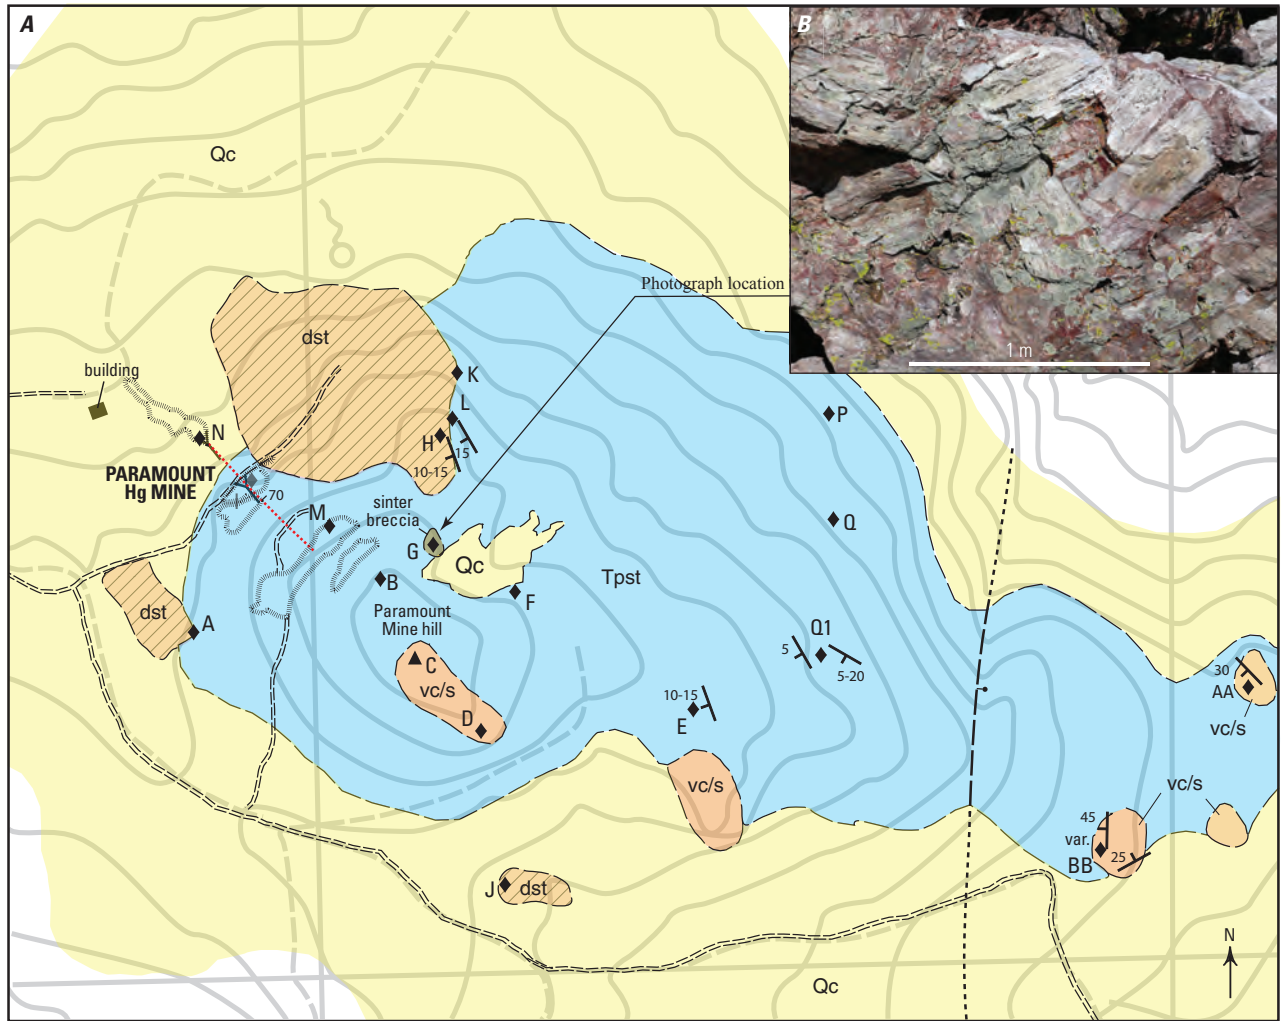 A
B
Qc
Photograph location
1 m
dst
building
K
L
P
N
H
15
10-15
PARAMOUNT
Hg MINE
70
sinter
breccia
M
Q
G
Qc
Tpst
B
F
dst
A
Paramount
Mine hill
Q1
5
5-20
C
vc/s
30
AA
10-15
D
E
vc/s
vc/s
vc/s
45
var.
25
BB
J
dst
N
Qc